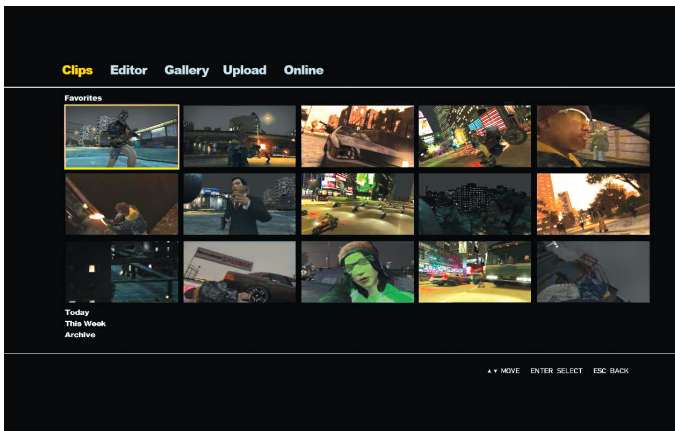 Clips Editor Gallery Upload Online
Favorites
Today
This Week
Archive
▲▼ MOVE ENTER SELECT ESC BACK